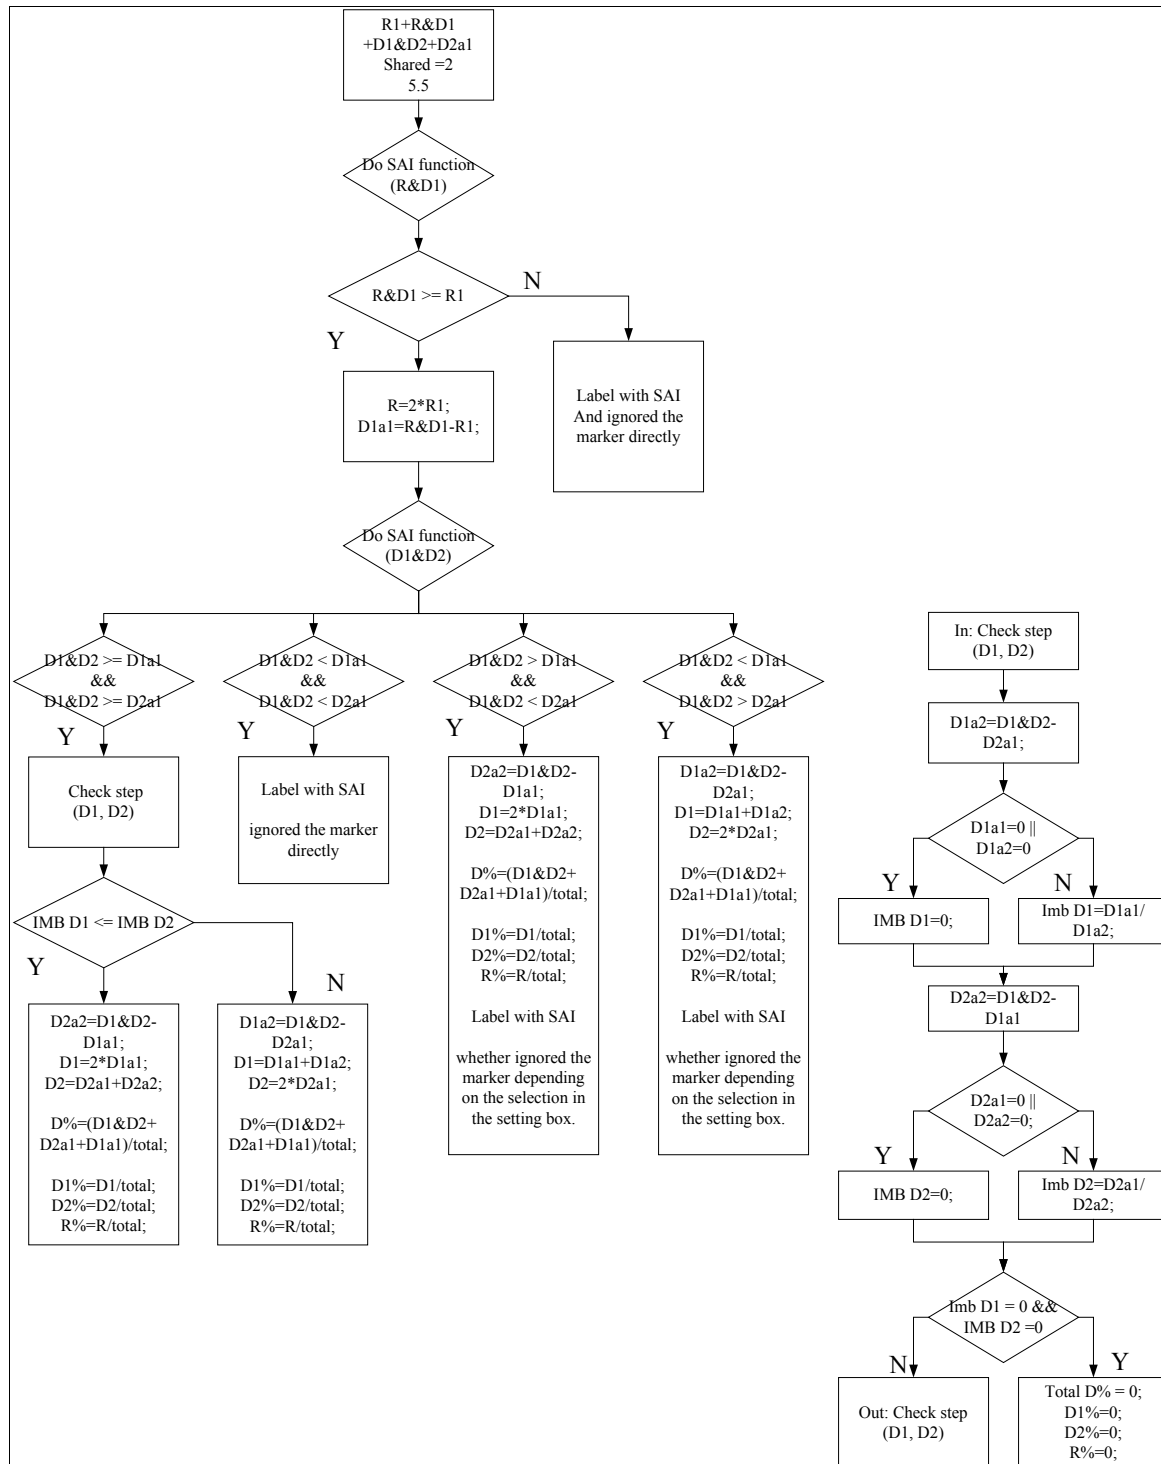 R1+R&D1
+D1&D2+D2a1
Shared =2
5.5
Do SAI function
(R&D1)
R&D1 >= R1
N
Y
R=2*R1;
D1a1=R&D1-R1;
Label with SAI
And ignored the
marker directly
Do SAI function
(D1&D2)
D1&D2 >= D1a1
&&
D1&D2 >= D2a1
Y
D1&D2 < D1a1
&&
D1&D2 < D2a1
Y
D1&D2 > D1a1
&&
D1&D2 < D2a1
Y
D1&D2 < D1a1
&&
D1&D2 > D2a1
Y
Check step
(D1, D2)
Label with SAI
ignored the marker
directly
D2a2=D1&D2-
D1a1;
D1=2*D1a1;
D2=D2a1+D2a2;
D%=(D1&D2+
D2a1+D1a1)/total;
D1%=D1/total;
D2%=D2/total;
R%=R/total;
Label with SAI
whether ignored the
marker depending
on the selection in
the setting box.
D1a2=D1&D2-
D2a1;
D1=D1a1+D1a2;
D2=2*D2a1;
D%=(D1&D2+
D2a1+D1a1)/total;
D1%=D1/total;
D2%=D2/total;
R%=R/total;
Label with SAI
whether ignored the
marker depending
on the selection in
the setting box.
IMB D1 <= IMB D2
Y
N
D2a2=D1&D2-
D1a1;
D1=2*D1a1;
D2=D2a1+D2a2;
D%=(D1&D2+
D2a1+D1a1)/total;
D1%=D1/total;
D2%=D2/total;
R%=R/total;
D1a2=D1&D2-
D2a1;
D1=D1a1+D1a2;
D2=2*D2a1;
D%=(D1&D2+
D2a1+D1a1)/total;
D1%=D1/total;
D2%=D2/total;
R%=R/total;
In: Check step
(D1, D2)
D1a2=D1&D2-
D2a1;
D1a1=0 ||
D1a2=0
Y
N
IMB D1=0;
Imb D1=D1a1/
D1a2;
D2a2=D1&D2-
D1a1
D2a1=0 ||
D2a2=0;
Y
N
IMB D2=0;
Imb D2=D2a1/
D2a2;
Imb D1 = 0 &&
IMB D2 =0
N
Y
Out: Check step
(D1, D2)
Total D% = 0;
D1%=0;
D2%=0;
R%=0;